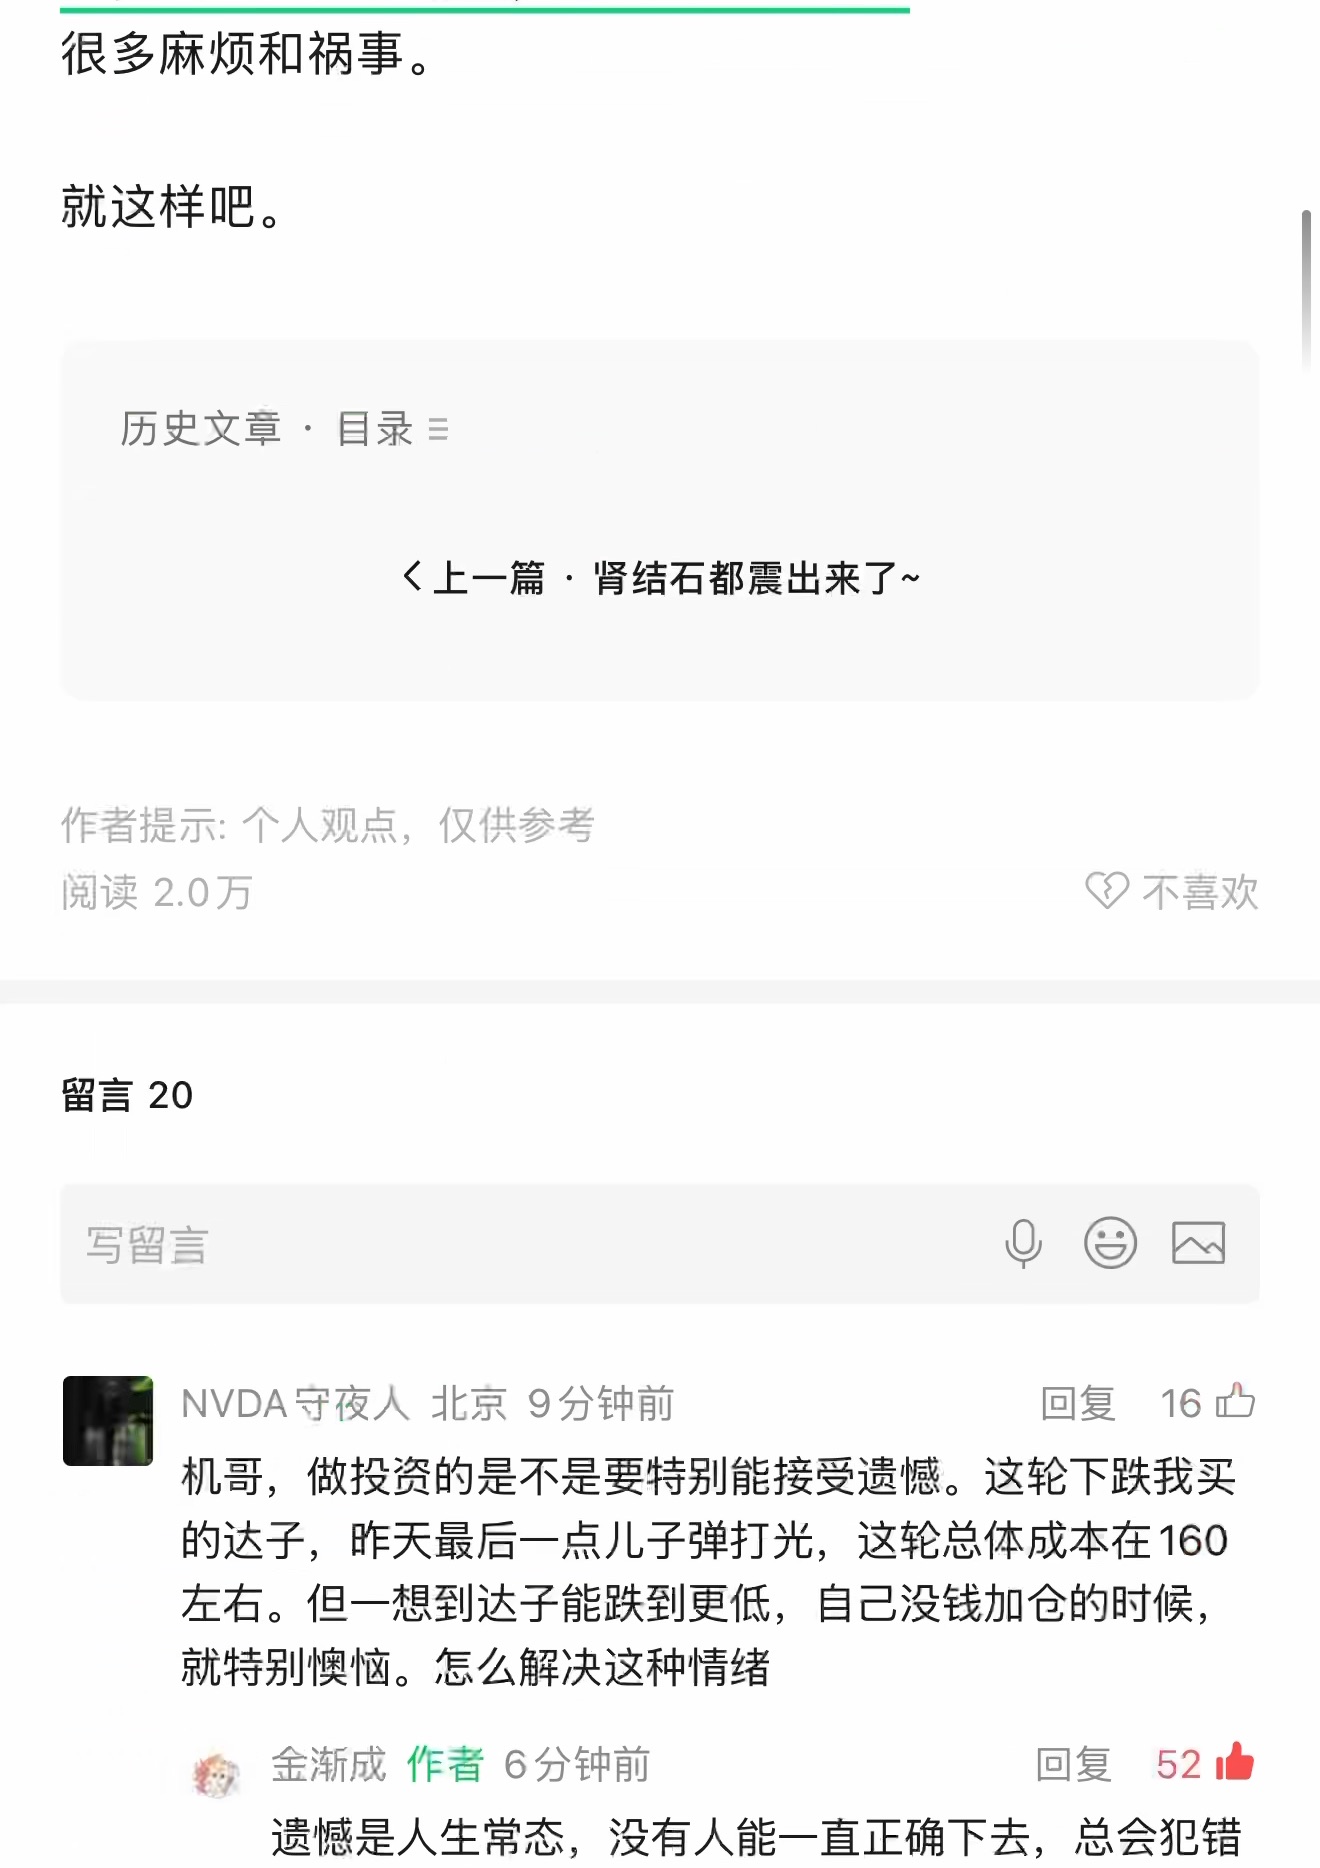 很多麻烦和祸事。
就这样吧。
历史文章 · 目录
上一篇 · 肾结石都震出来了~
作者提示: 个人观点，仅供参考
阅读 2.0万
不喜欢
留言 20
写留言
NVDA守夜人 北京 9分钟前 回复 16
机哥，做投资的是不是要特别能接受遗憾。这轮下跌我买
的达子，昨天最后一点儿子弹打光，这轮总体成本在160
左右。但一想到达子能跌到更低，自己没钱加仓的时候，
就特别懊恼。怎么解决这种情绪
金渐成 作者 6分钟前 回复 52
遗憾是人生常态，没有人能一直正确下去，总会犯错